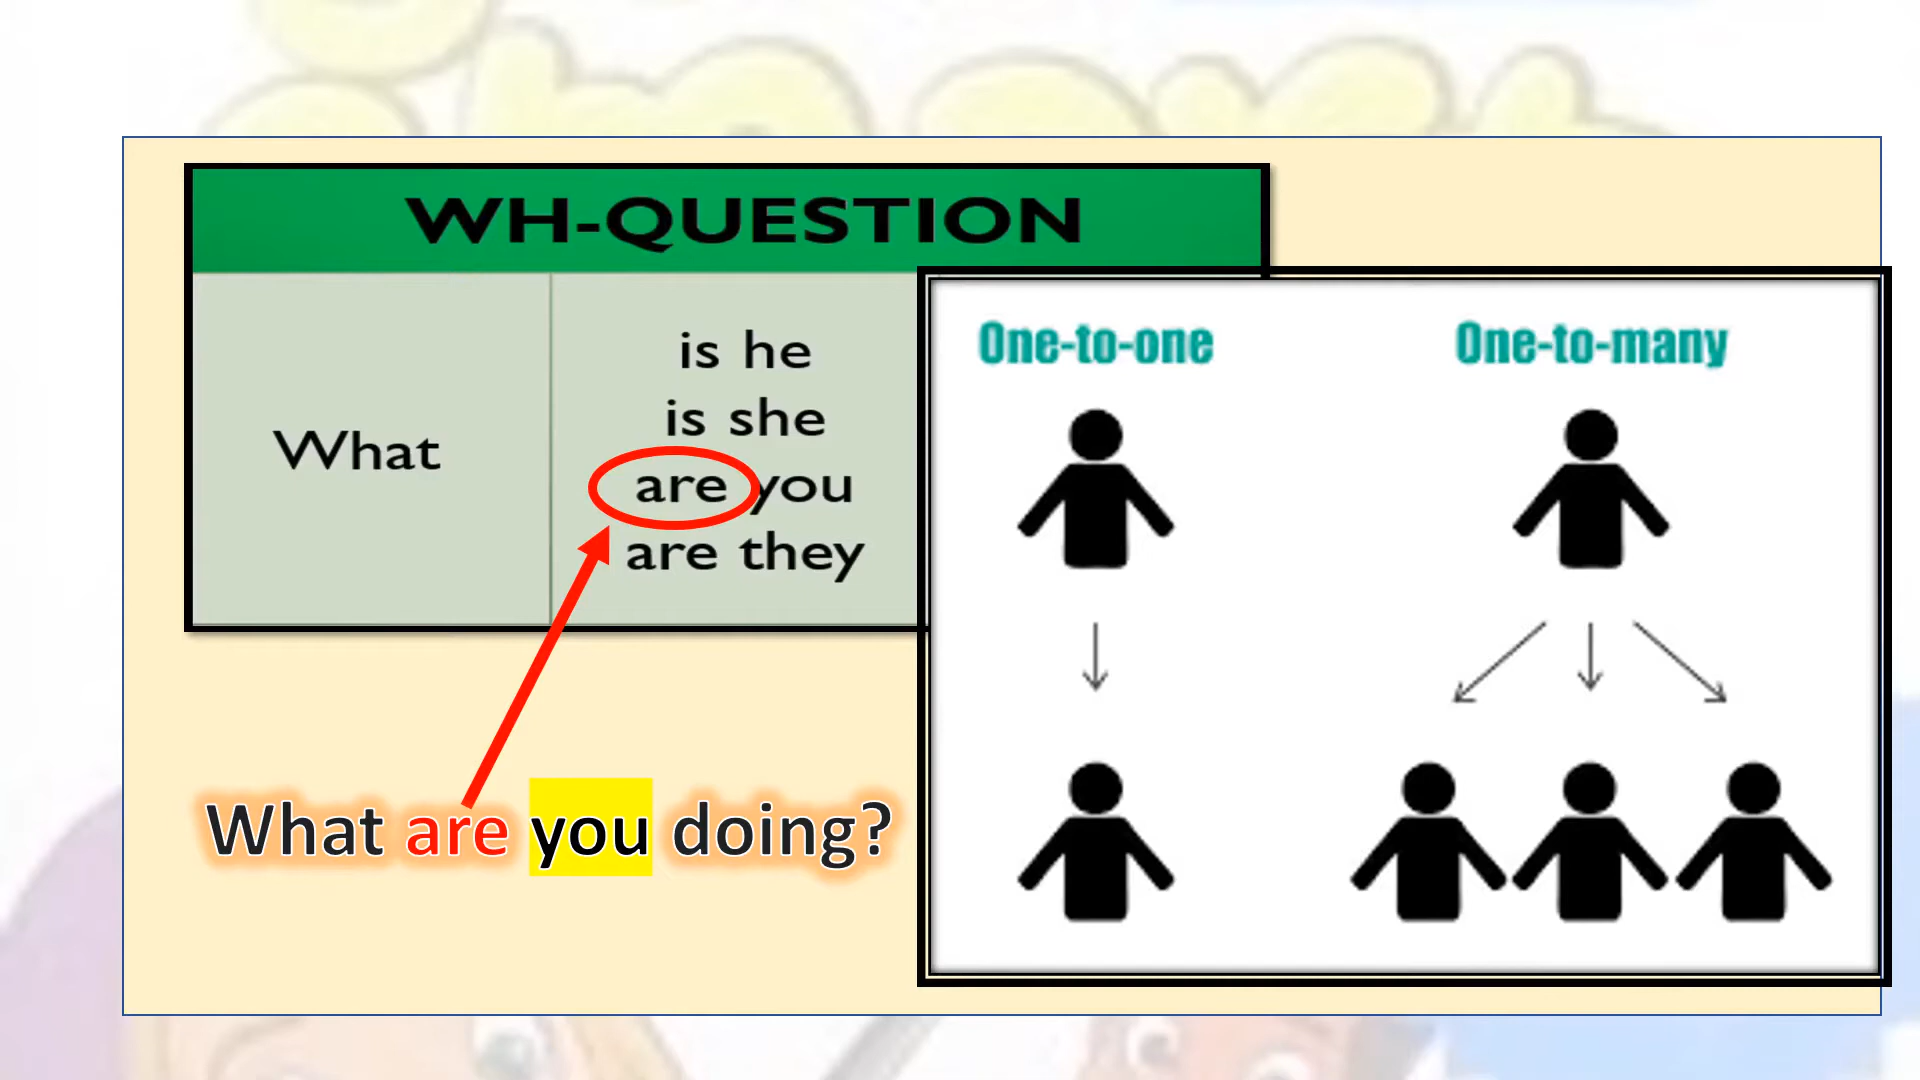 WH-QUESTION
What
is he
is she
are you
are they
What are you doing?
One-to-one
One-to-many